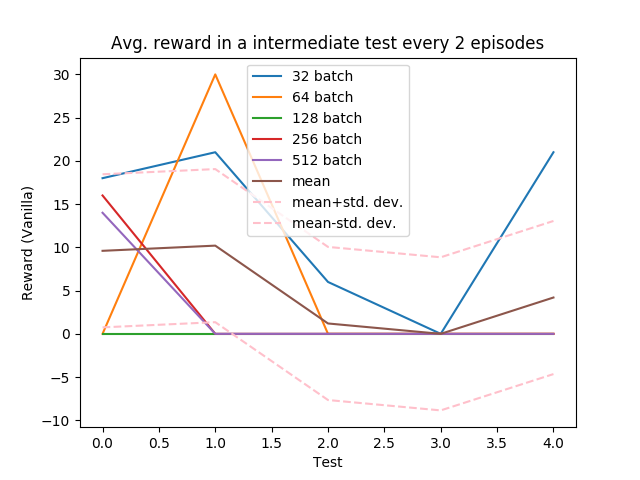 Avg. reward in a intermediate test every 2 episodes
30
25
20
15
10
5
0
−5
−10
Reward (Vanilla)
32 batch
64 batch
128 batch
256 batch
512 batch
mean
mean+std. dev.
mean-std. dev.
0.0 0.5 1.0 1.5 2.0 2.5 3.0 3.5 4.0
Test